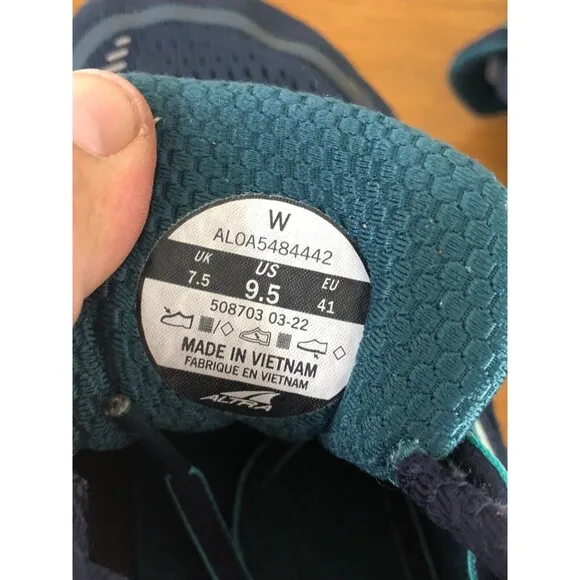 W
AL0A5484442
UK US EU
7.5 9.5 41
508703 03-22
MADE IN VIETNAM
FABRIQUE EN VIETNAM
ALTRA